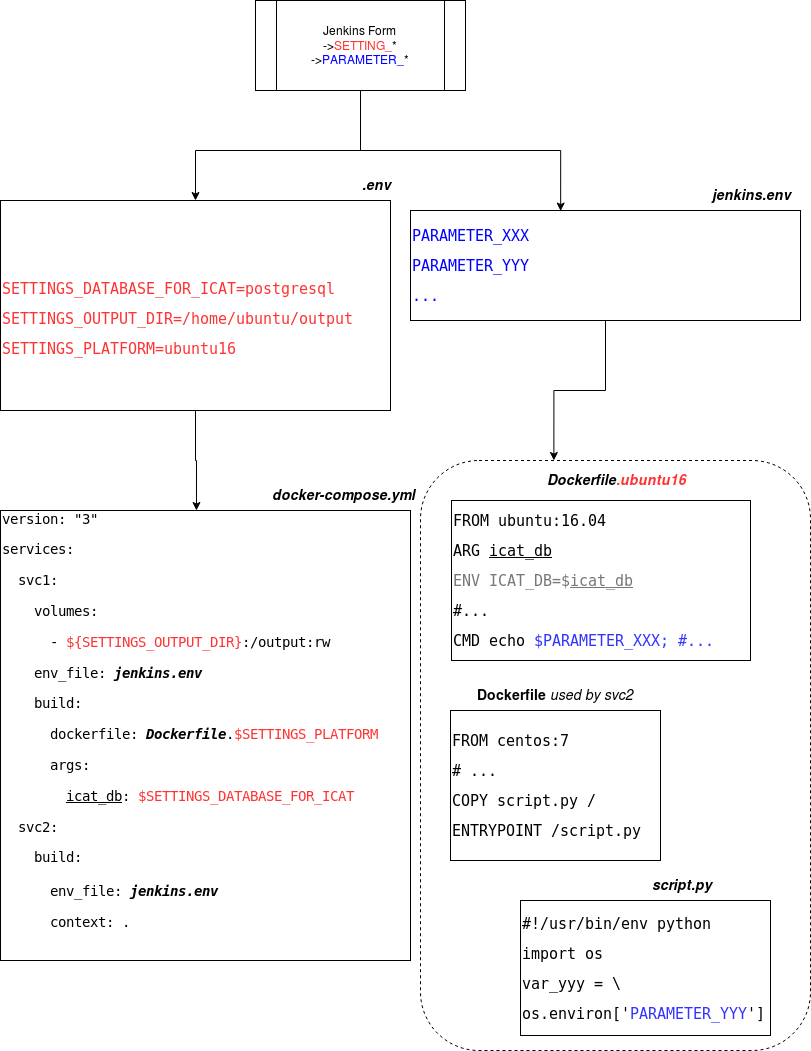 Jenkins Form
->SETTING_*
->PARAMETER_*
.env
SETTINGS_DATABASE_FOR_ICAT=postgresql
SETTINGS_OUTPUT_DIR=/home/ubuntu/output
SETTINGS_PLATFORM=ubuntu16
jenkins.env
PARAMETER_XXX
PARAMETER_YYY
...
docker-compose.yml
version: "3"
services:
  svc1:
    volumes:
      - ${SETTINGS_OUTPUT_DIR}:/output:rw
    env_file: jenkins.env
    build:
      dockerfile: Dockerfile.$SETTINGS_PLATFORM
      args:
        icat_db: $SETTINGS_DATABASE_FOR_ICAT
  svc2:
    build:
      env_file: jenkins.env
      context: .
Dockerfile.ubuntu16
FROM ubuntu:16.04
ARG icat_db
ENV ICAT_DB=$icat_db
#...
CMD echo $PARAMETER_XXX; #...
Dockerfile used by svc2
FROM centos:7
# ...
COPY script.py /
ENTRYPOINT /script.py
script.py
#!/usr/bin/env python
import os
var_yyy = \
os.environ['PARAMETER_YYY']